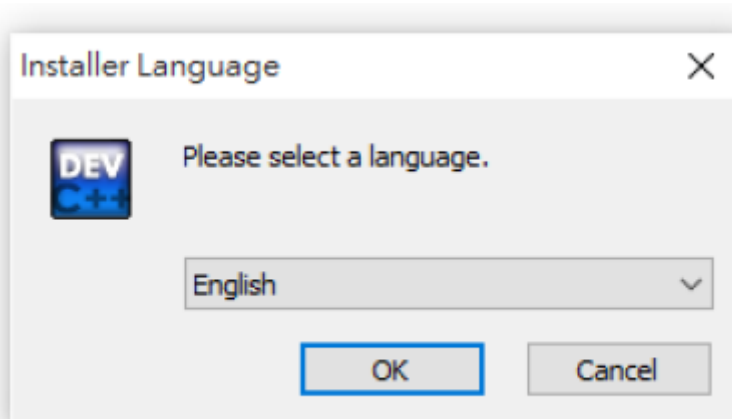 Installer Language
DEV
C++
Please select a language.
English
OK
Cancel